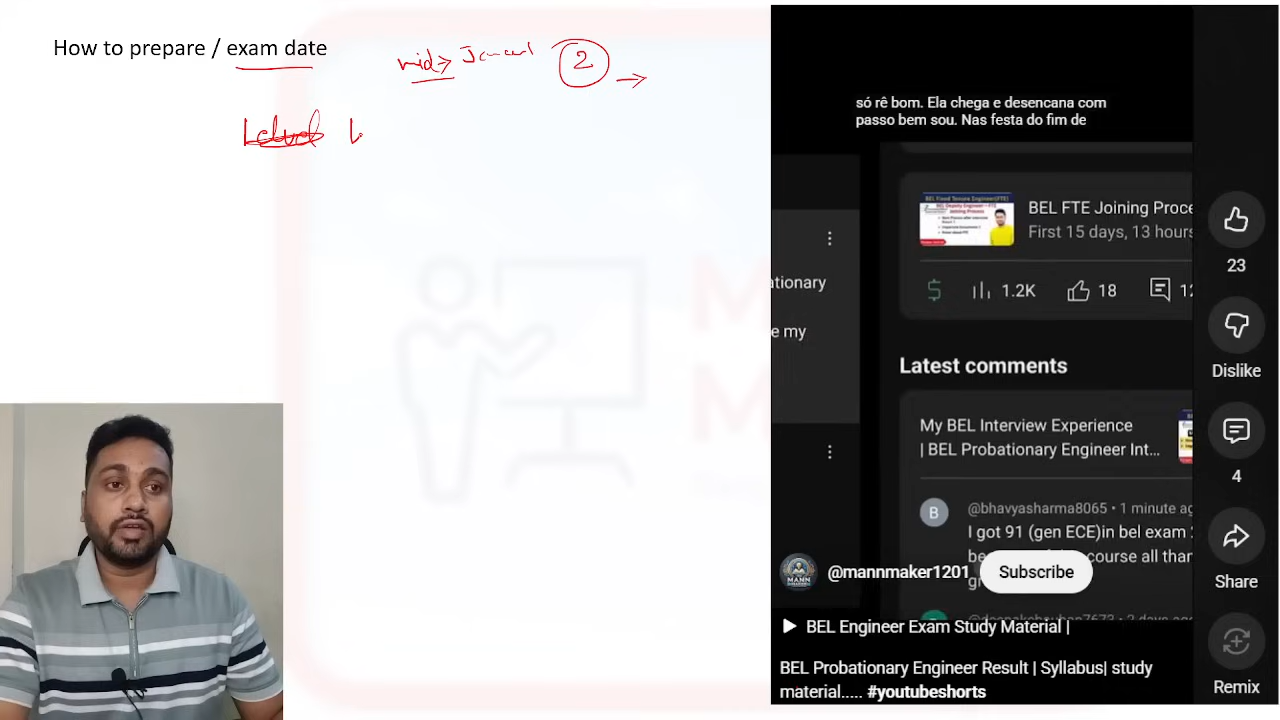 How to prepare / exam date
mid → 2 →
só rê bom. Ela chega e desencana com
passo bem sou. Nas festa do fim de
BEL FTE Joining Proce
First 15 days, 13 hours
1.2K 18 12
ationary
e my
Latest comments
My BEL Interview Experience
| BEL Probationary Engineer Int...
B @bhavyasharma8065 • 1 minute ag
I got 91 (gen ECE)in bel exam
course all than
@mannmaker1201 Subscribe
BEL Engineer Exam Study Material |
BEL Probationary Engineer Result | Syllabus| study
material..... #youtubeshorts
23
Dislike
4
Share
Remix